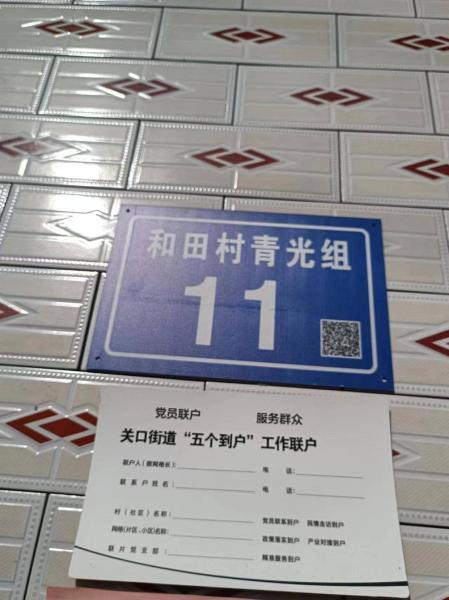 和田村青光组
11
党员联户 服务群众
关口街道“五个到户”工作联户
联户人(微网格长): 电 话:
联系户姓名: 电 话:
村(社区)名称: 党员联系到户 民情走访到户
网格(片区、小区)名称: 政策落实到户 产业对接到户
联片党支部: 精准服务到户